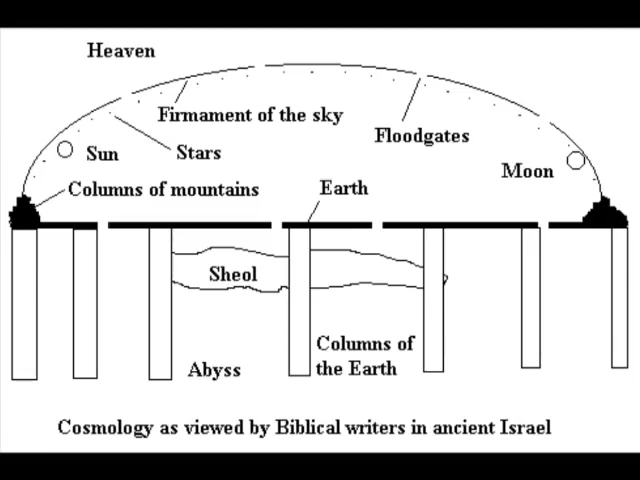 Heaven
Firmament of the sky
Floodgates
Sun
Stars
Moon
Columns of mountains
Earth
Sheol
Columns of
the Earth
Abyss
Cosmology as viewed by Biblical writers in ancient Israel